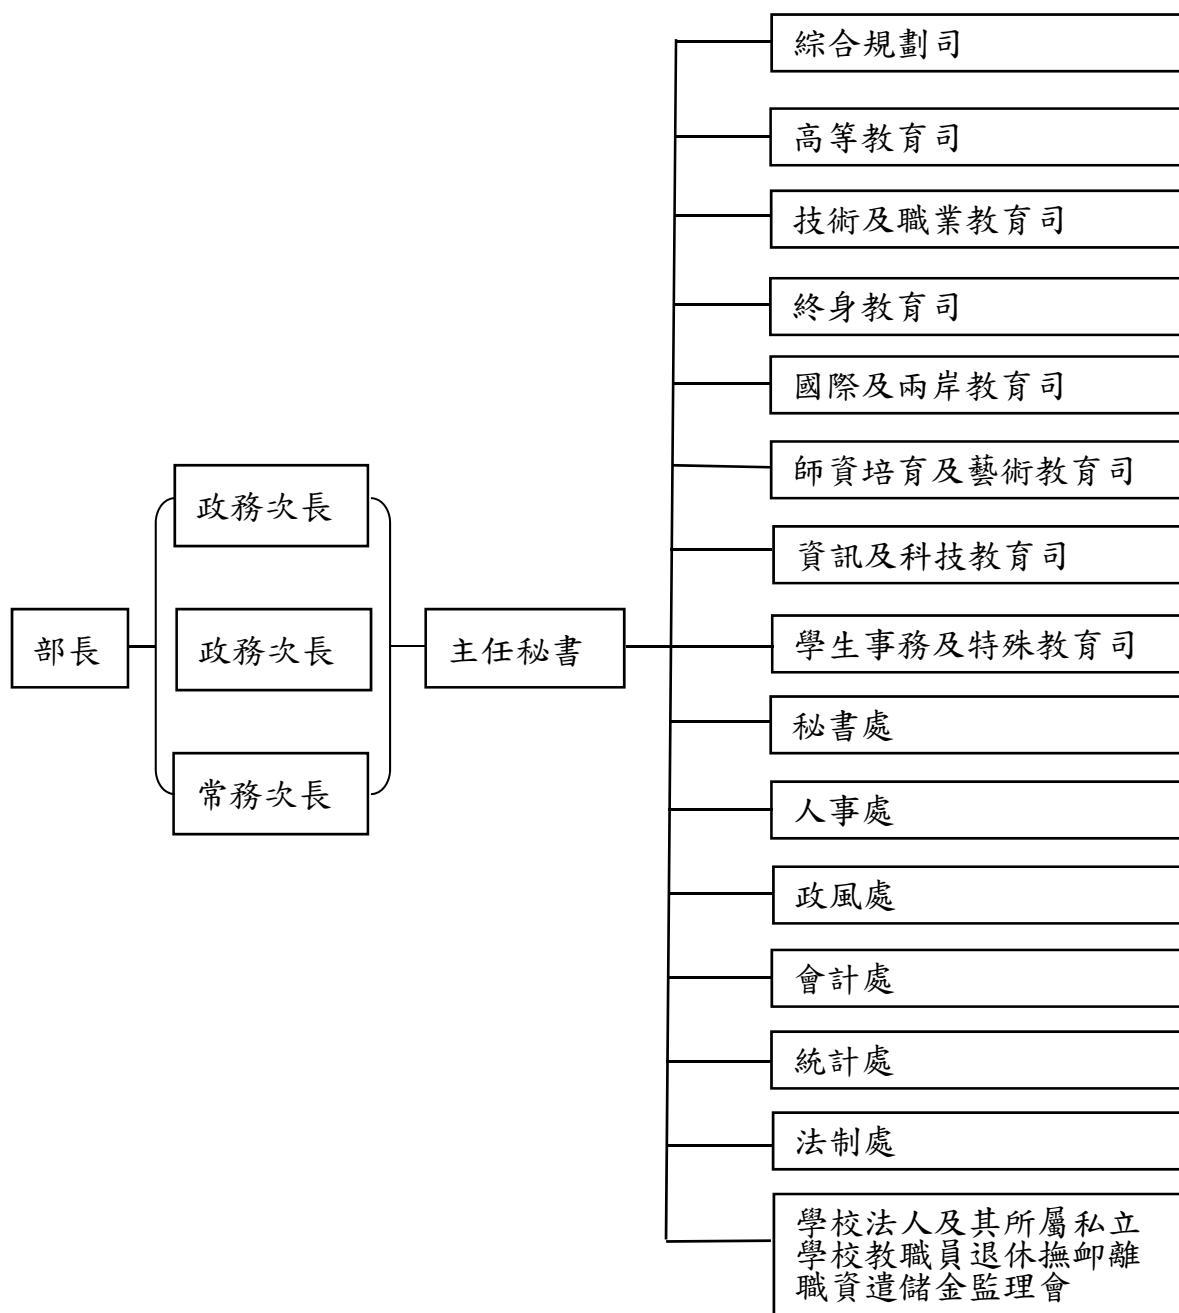 部長
政務次長
政務次長
常務次長
主任秘書
綜合規劃司
高等教育司
技術及職業教育司
終身教育司
國際及兩岸教育司
師資培育及藝術教育司
資訊及科技教育司
學生事務及特殊教育司
秘書處
人事處
政風處
會計處
統計處
法制處
學校法人及其所屬私立
學校教職員退休撫卹離
職資遣儲金監理會